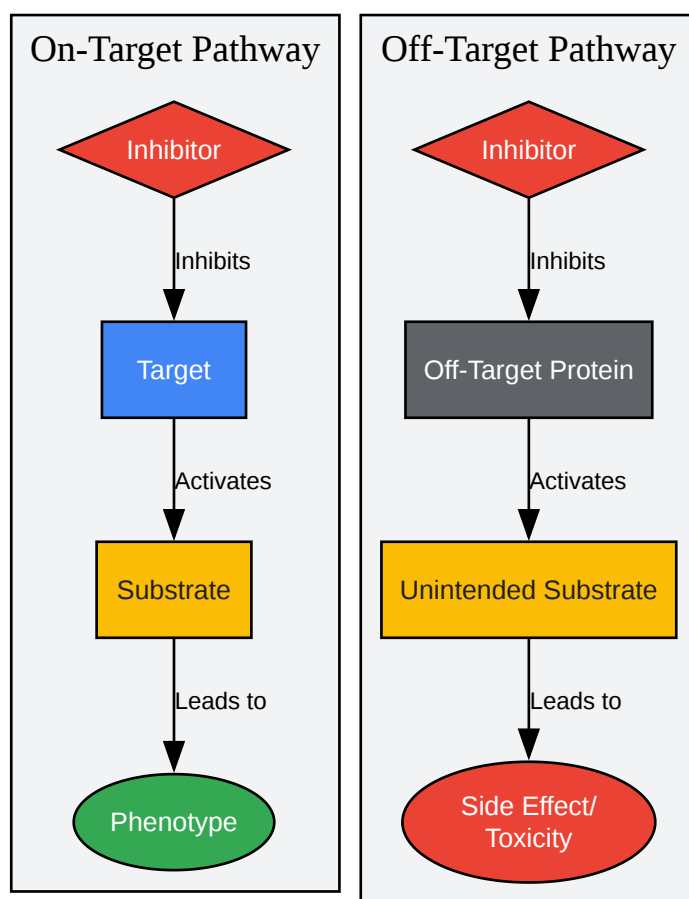 On-Target Pathway
Inhibitor
Inhibits
Target
Activates
Substrate
Leads to
Phenotype
Off-Target Pathway
Inhibitor
Inhibits
Off-Target Protein
Activates
Unintended Substrate
Leads to
Side Effect/
Toxicity